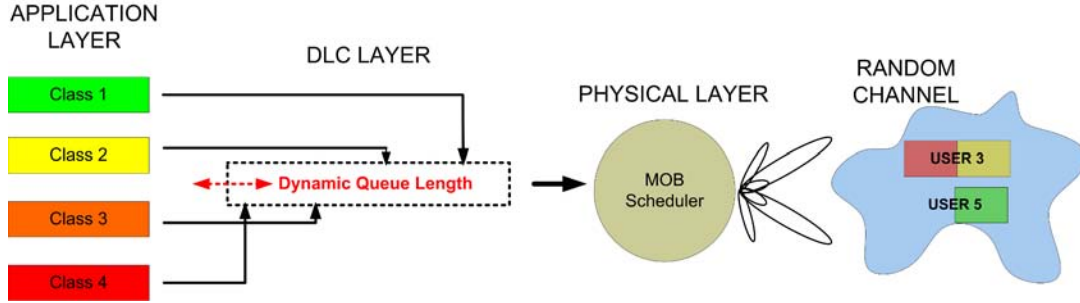 APPLICATION
LAYER
DLC LAYER
PHYSICAL LAYER
RANDOM
CHANNEL
Class 1
Class 2
Class 3
Class 4
Dynamic Queue Length
MOB
Scheduler
USER 3
USER 5